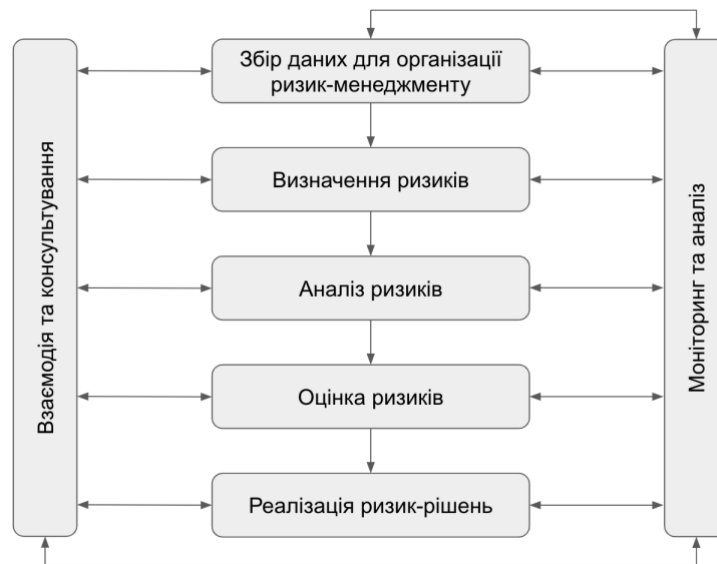 Збір даних для організації
ризик-менеджменту
Взаємодія та консультування
Визначення ризиків
Аналіз ризиків
Оцінка ризиків
Реалізація ризик-рішень
Моніторинг та аналіз